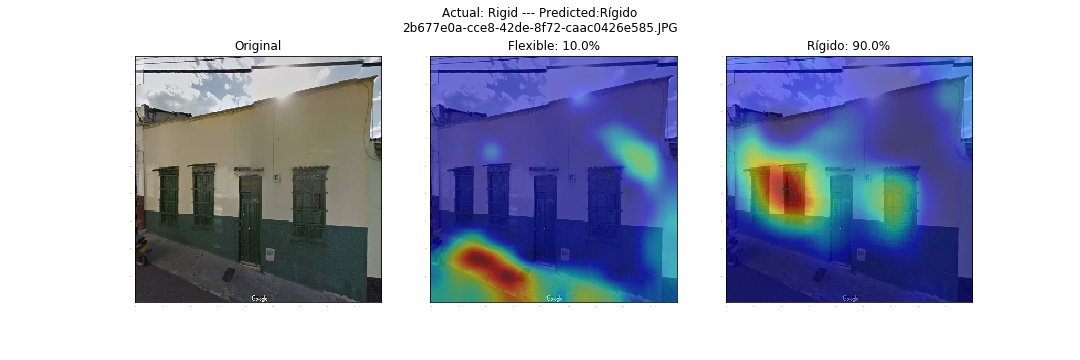 Actual: Rigid --- Predicted:Rígido
2b677e0a-cce8-42de-8f72-caac0426e585.JPG
Original
Flexible: 10.0%
Rígido: 90.0%
Google
Google
Google